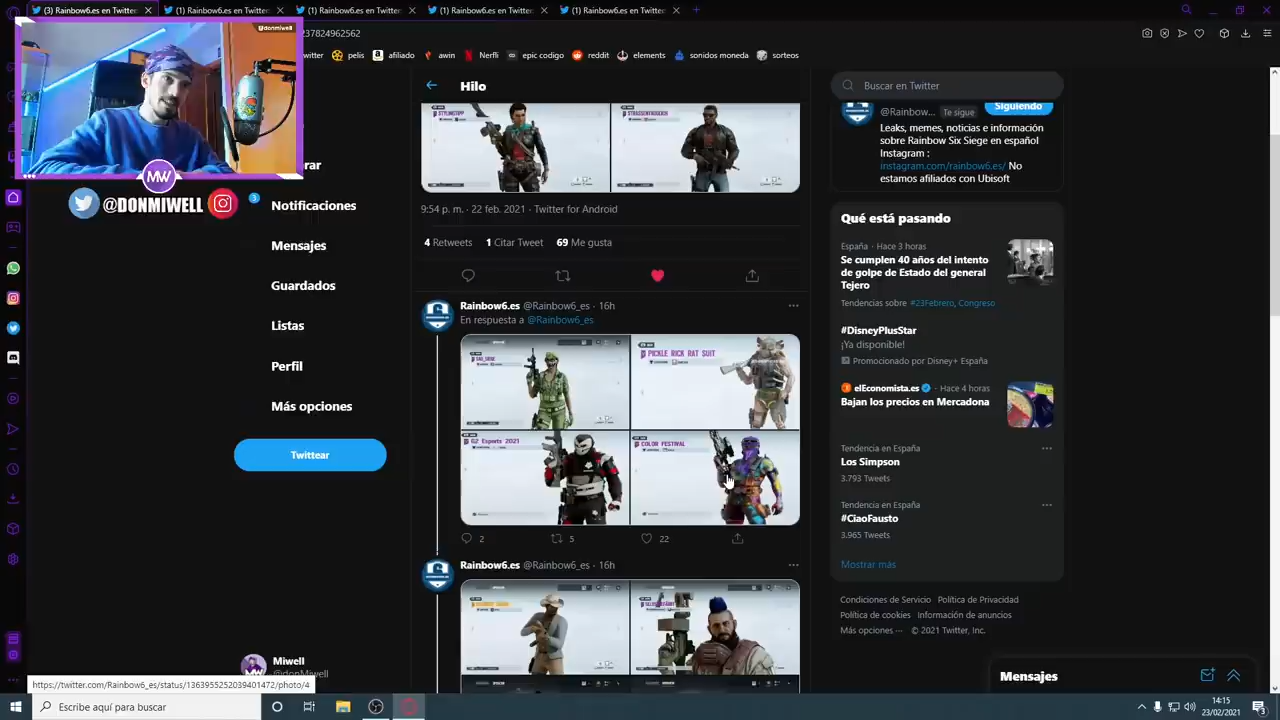 (3) Rainbow6.es en Twitter
(1) Rainbow6.es en Twitter
(1) Rainbow6.es en Twitter
(1) Rainbow6.es en Twitter
(1) Rainbow6.es en Twitter
@donmiwell
237824962562
witter
pelis
afiliado
awin
Nerfli
epic codigo
reddit
elements
sonidos moneda
sorteos
rar
MW
@DONMIWELL
3
Notificaciones
Mensajes
Guardados
Listas
Perfil
Más opciones
Twittear
Miwell
@donMiwell
Hilo
9:54 p. m. · 22 feb. 2021 · Twitter for Android
4 Retweets 1 Citar Tweet 69 Me gusta
Rainbow6.es @Rainbow6_es · 16h
En respuesta a @Rainbow6_es
PICKLE RICK RAT SUIT
G2 Esports 2021
COLOR FESTIVAL
2 5 22
Rainbow6.es @Rainbow6_es · 16h
Buscar en Twitter
@Rainbow... Te sigue
Siguiendo
Leaks, memes, noticias e información
sobre Rainbow Six Siege en español
Instagram :
instagram.com/rainbow6.es/ No
estamos afiliados con Ubisoft
Qué está pasando
España · Hace 3 horas
Se cumplen 40 años del intento
de golpe de Estado del general
Tejero
Tendencias sobre #23Febrero, Congreso
#DisneyPlusStar
¡Ya disponible!
Promocionado por Disney+ España
elEconomista.es · Hace 4 horas
Bajan los precios en Mercadona
Tendencia en España
Los Simpson
3.793 Tweets
Tendencia en España
#CiaoFausto
3.965 Tweets
Mostrar más
Condiciones de Servicio Política de Privacidad
Política de cookies Información de anuncios
Más opciones ··· © 2021 Twitter, Inc.
Mensajes
https://twitter.com/Rainbow6_es/status/1363955252039401472/photo/4
Escribe aquí para buscar
14:15
23/02/2021